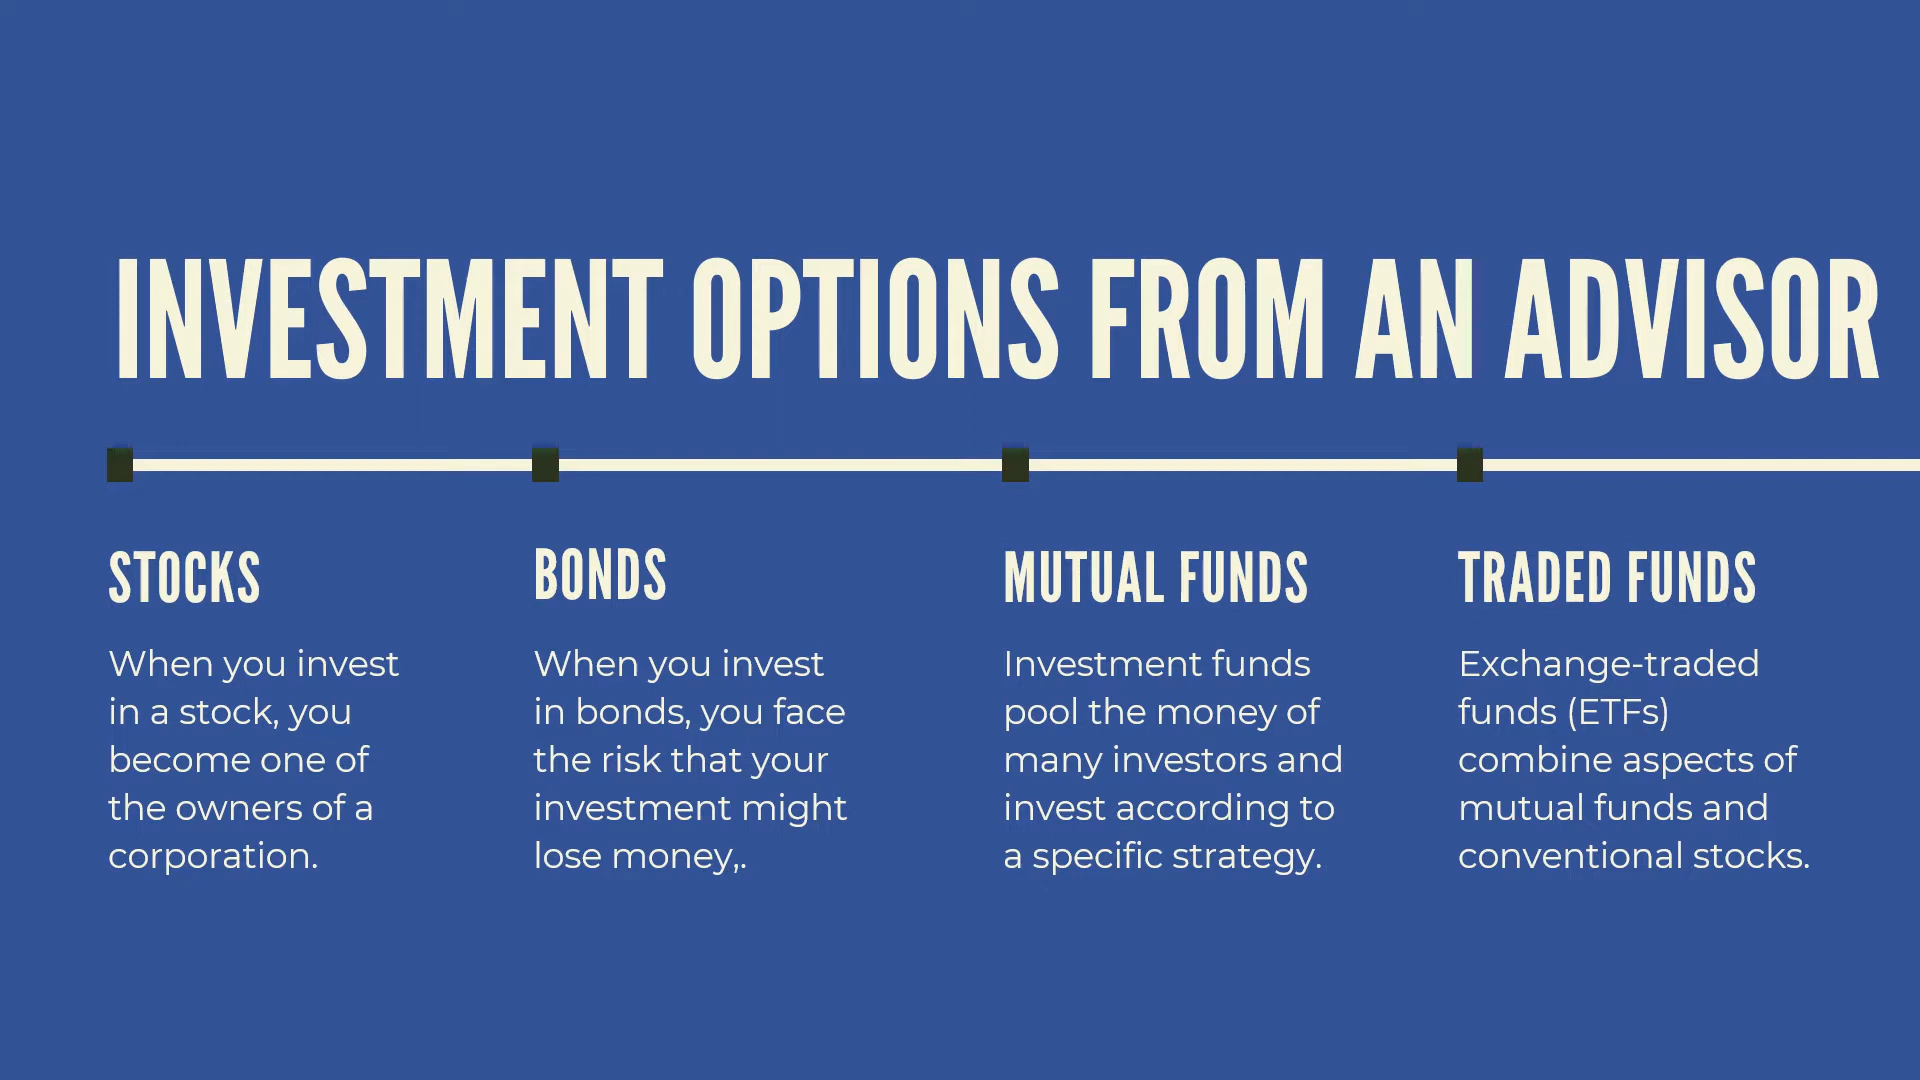 INVESTMENT OPTIONS FROM AN ADVISOR
STOCKS
When you invest
in a stock, you
become one of
the owners of a
corporation.
BONDS
When you invest
in bonds, you face
the risk that your
investment might
lose money,.
MUTUAL FUNDS
Investment funds
pool the money of
many investors and
invest according to
a specific strategy.
TRADED FUNDS
Exchange-traded
funds (ETFs)
combine aspects of
mutual funds and
conventional stocks.